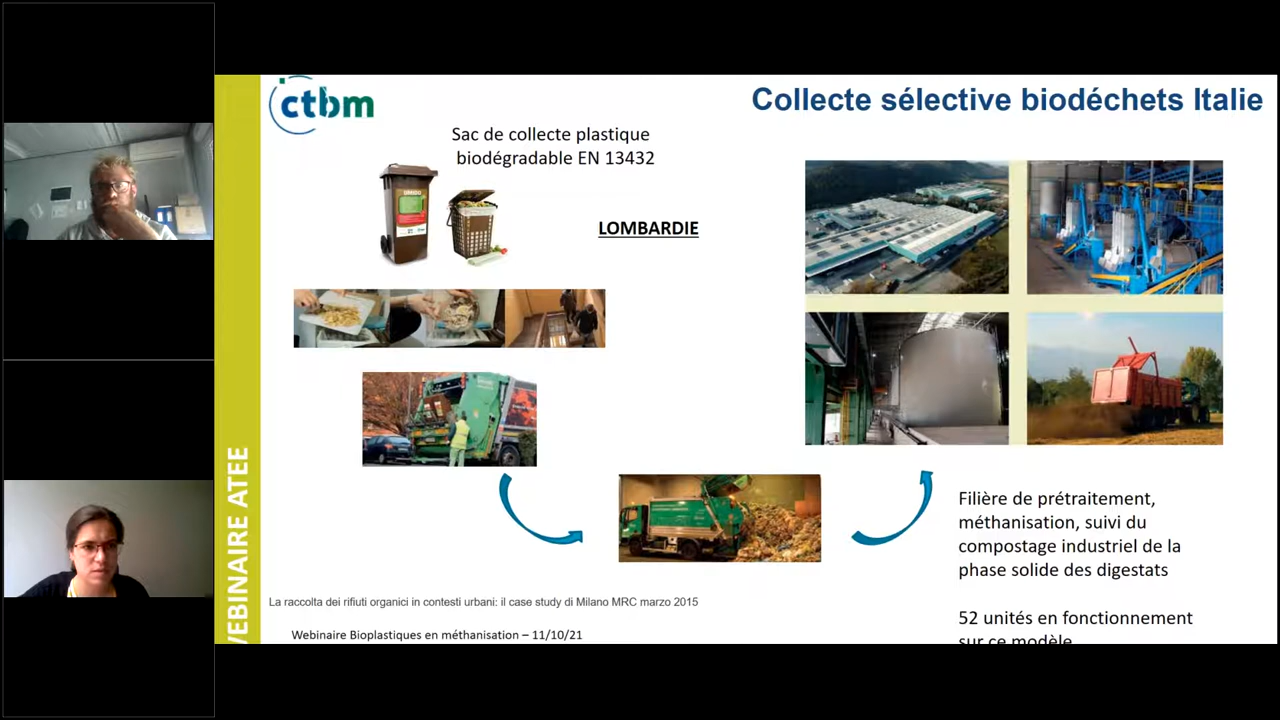 ctbm
Collecte sélective biodéchets Italie
Sac de collecte plastique
biodégradable EN 13432
LOMBARDIE
Filière de prétraitement,
méthanisation, suivi du
compostage industriel de la
phase solide des digestats
52 unités en fonctionnement
sur ce modèle
La raccolta dei rifiuti organici in contesti urbani: il case study di Milano MRC marzo 2015
Webinaire Bioplastiques en méthanisation – 11/10/21
WEBINAIRE ATEE